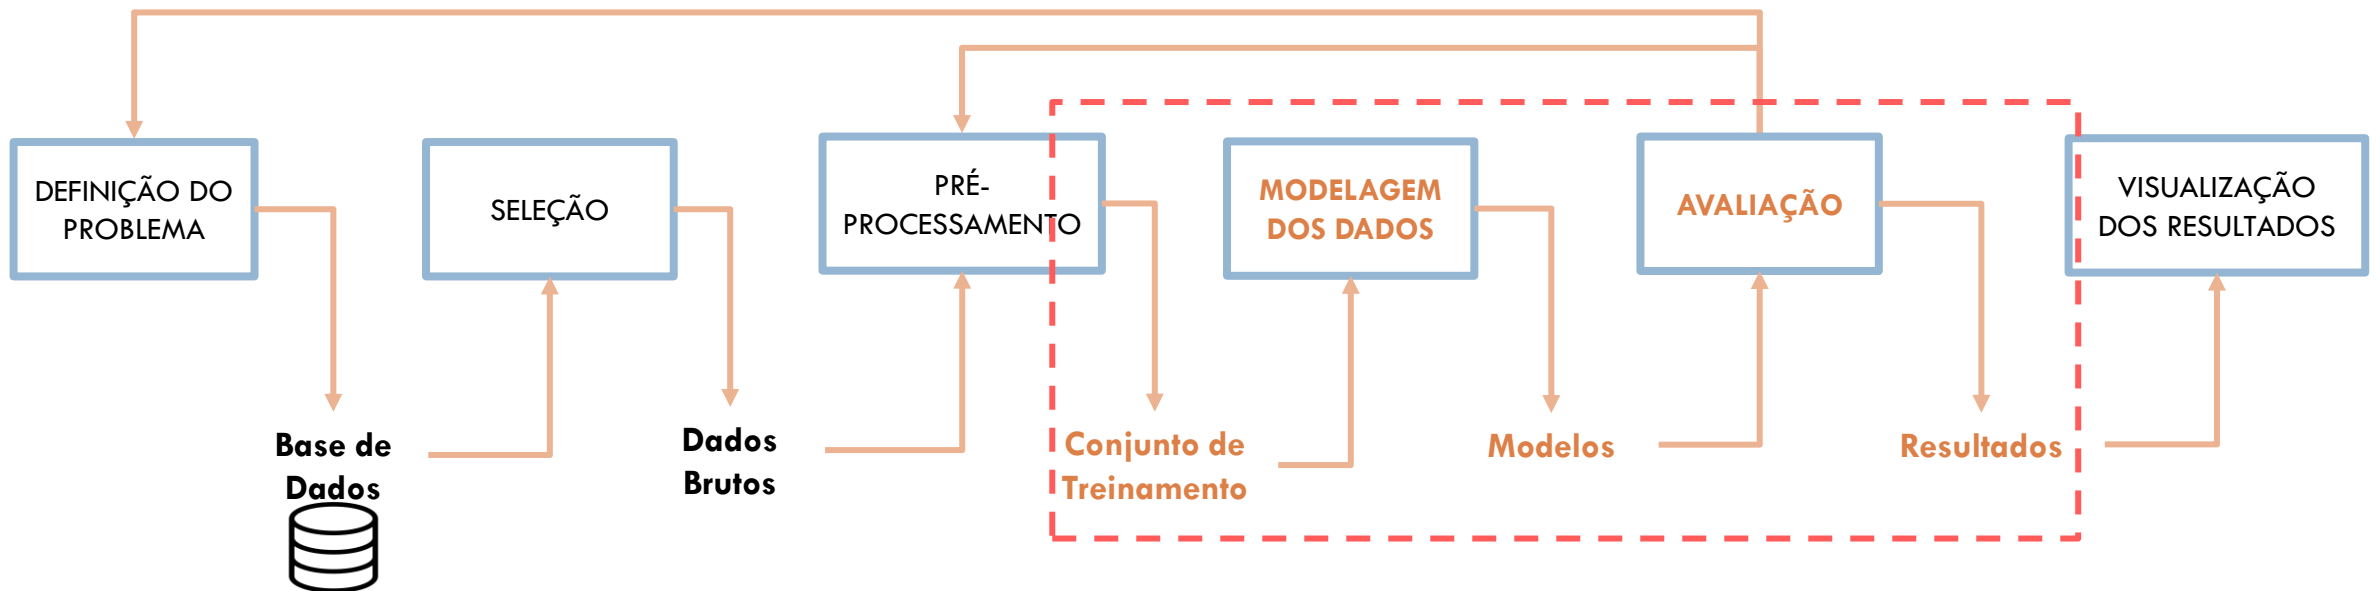 DEFINIÇÃO DO
PROBLEMA
SELEÇÃO
PRÉ-
PROCESSAMENTO
MODELAGEM
DOS DADOS
AVALIAÇÃO
VISUALIZAÇÃO
DOS RESULTADOS
Base de
Dados
Dados
Brutos
Conjunto de
Treinamento
Modelos
Resultados